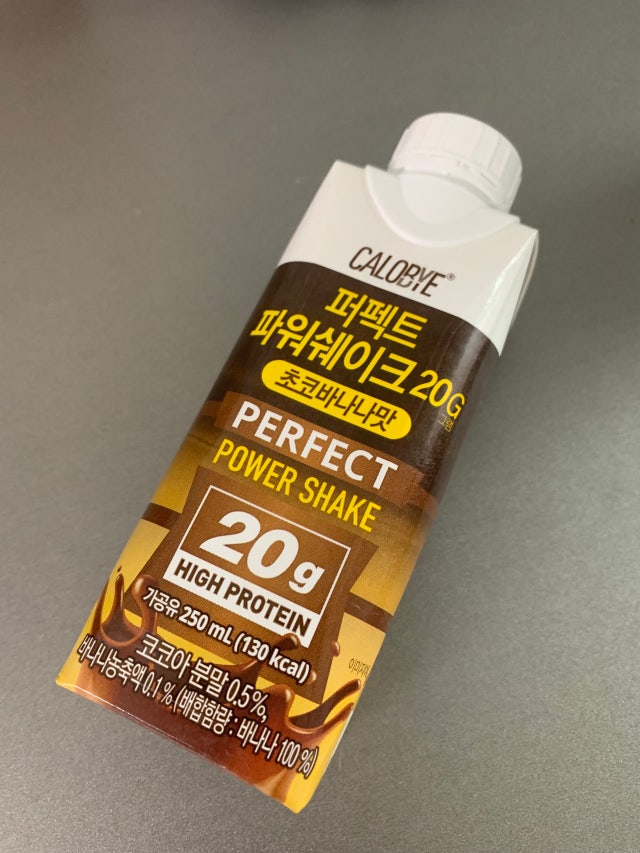 CALOBYE®
퍼펙트
파워쉐이크 20G
그램
초코바나나맛
PERFECT
POWER SHAKE
20g
HIGH PROTEIN
가공유 250 mL (130 kcal)
코코아 분말 0.5%,
바나나농축액 0.1 % (배합함량 : 바나나 100 %)